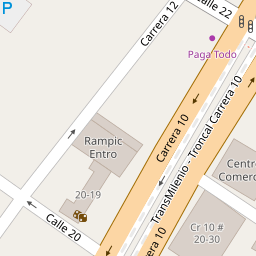 P
Carrera 12
Calle 22
Paga Todo
Carrera 10
TransMilenio - Troncal Carrera 10
Rampic
Entro
Centro
Comerc
20-19
Calle 20
Carrera 10
Cr 10 #
20-30